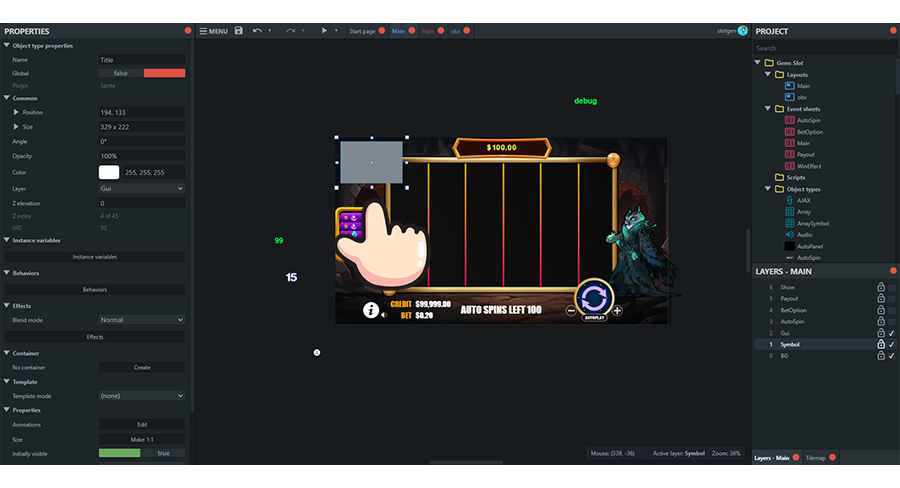 PROPERTIES
Object type properties
Name Title
Global false
Plugin Sprite
Common
Position 194, 133
Size 329 x 222
Angle 0°
Opacity 100%
Color 255, 255, 255
Layer Gui
Z elevation 0
Z index 4 of 45
UID 53
Instance variables
Instance variables
Behaviors
Behaviors
Effects
Blend mode Normal
Effects
Container
No container Create
Template
Template mode (none)
Properties
Animations Edit
Size Make 1:1
Initially visible true
MENU
Start page Main Main obs
slotgen
debug
$100.00
99
15
CREDIT $99,999.00
BET $0.20
AUTO SPINS LEFT 100
AUTOPLAY
Mouse: (339, -36) Active layer: Symbol Zoom: 36%
PROJECT
Search
Gems Slot
Layouts
Main
obs
Event sheets
AutoSpin
BetOption
Main
Payout
WinEffect
Scripts
Object types
AJAX
Array
ArraySymbol
Audio
AutoPanel
AutoSpin
LAYERS - MAIN
6 Show
5 Payout
4 BetOption
3 AutoSpin
2 Gui
1 Symbol
0 BG
Layers - Main Tilemap